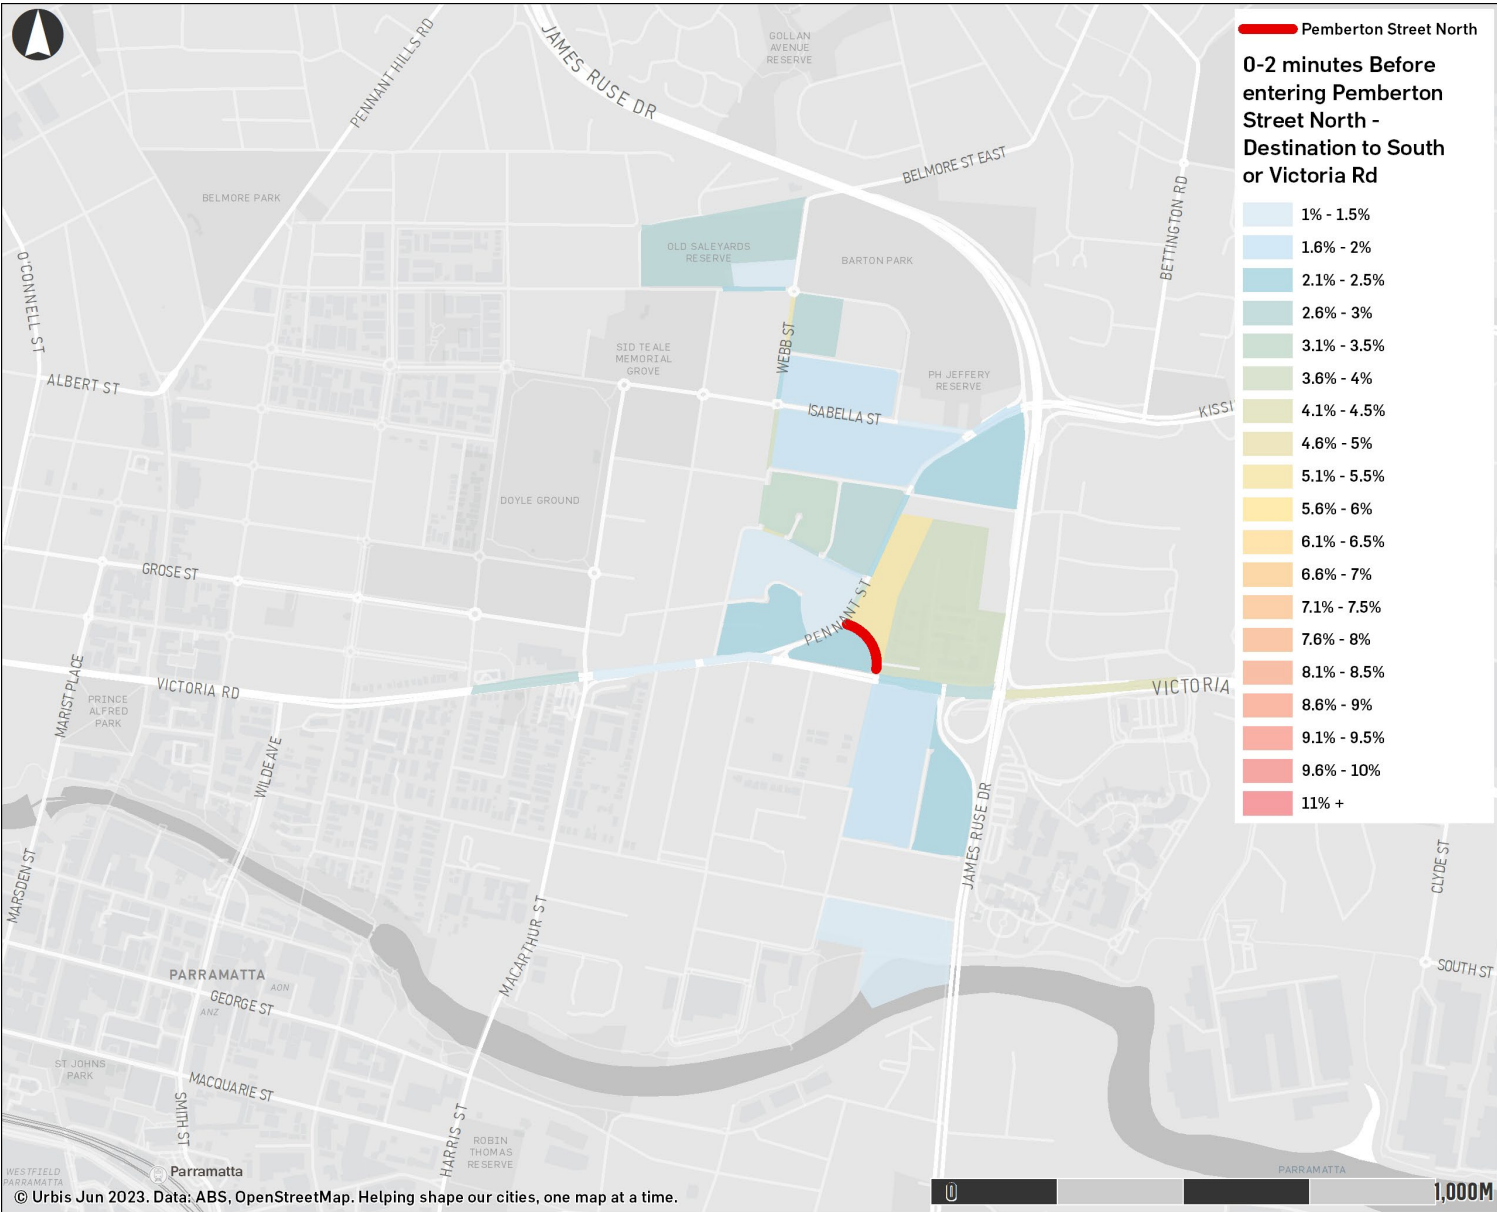 Pemberton Street North
0-2 minutes Before
entering Pemberton
Street North -
Destination to South
or Victoria Rd
1% - 1.5%
1.6% - 2%
2.1% - 2.5%
2.6% - 3%
3.1% - 3.5%
3.6% - 4%
4.1% - 4.5%
4.6% - 5%
5.1% - 5.5%
5.6% - 6%
6.1% - 6.5%
6.6% - 7%
7.1% - 7.5%
7.6% - 8%
8.1% - 8.5%
8.6% - 9%
9.1% - 9.5%
9.6% - 10%
11% +
PENNANT HILLS RD
JAMES RUSE DR
GOLLAN
AVENUE
RESERVE
BELMORE ST EAST
BELMORE PARK
BETTINGTON RD
O'CONNELL ST
OLD SALEYARDS
RESERVE
BARTON PARK
WEBB ST
SID TEALE
MEMORIAL
GROVE
PH JEFFERY
RESERVE
ALBERT ST
ISABELLA ST
KISSI
DOYLE GROUND
GROSE ST
PENNANT ST
VICTORIA RD
VICTORIA
MARIST PLACE
PRINCE
ALFRED
PARK
WILDE AVE
JAMES RUSE DR
MARSDEN ST
CLYDE ST
MACARTHUR ST
PARRAMATTA
SOUTH ST
AON
GEORGE ST
ANZ
ST JOHNS
PARK
MACQUARIE ST
SMITH ST
HARRIS ST
ROBIN
THOMAS
RESERVE
WESTFIELD
PARRAMATTA
Parramatta
PARRAMATTA
© Urbis Jun 2023. Data: ABS, OpenStreetMap. Helping shape our cities, one map at a time.
0
1,000M